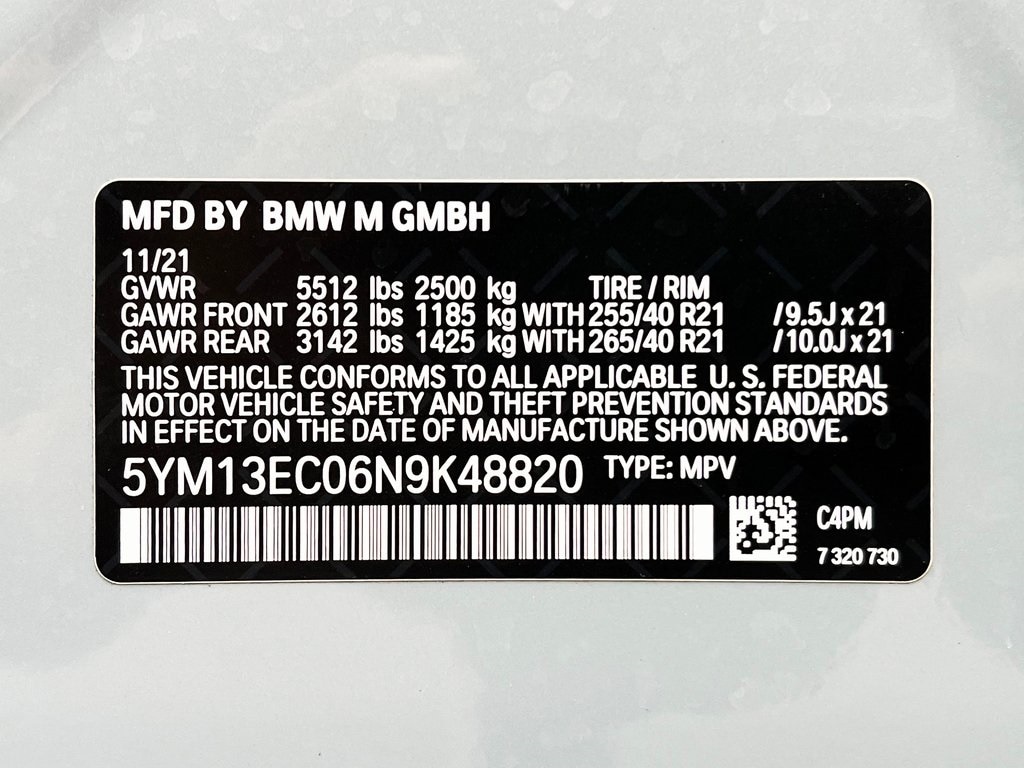 MFD BY BMW M GMBH
11/21
GVWR 5512 lbs 2500 kg TIRE / RIM
GAWR FRONT 2612 lbs 1185 kg WITH 255/40 R21 /9.5J x 21
GAWR REAR 3142 lbs 1425 kg WITH 265/40 R21 /10.0J x 21
THIS VEHICLE CONFORMS TO ALL APPLICABLE U. S. FEDERAL
MOTOR VEHICLE SAFETY AND THEFT PREVENTION STANDARDS
IN EFFECT ON THE DATE OF MANUFACTURE SHOWN ABOVE.
5YM13EC06N9K48820 TYPE: MPV
C4PM
7 320 730